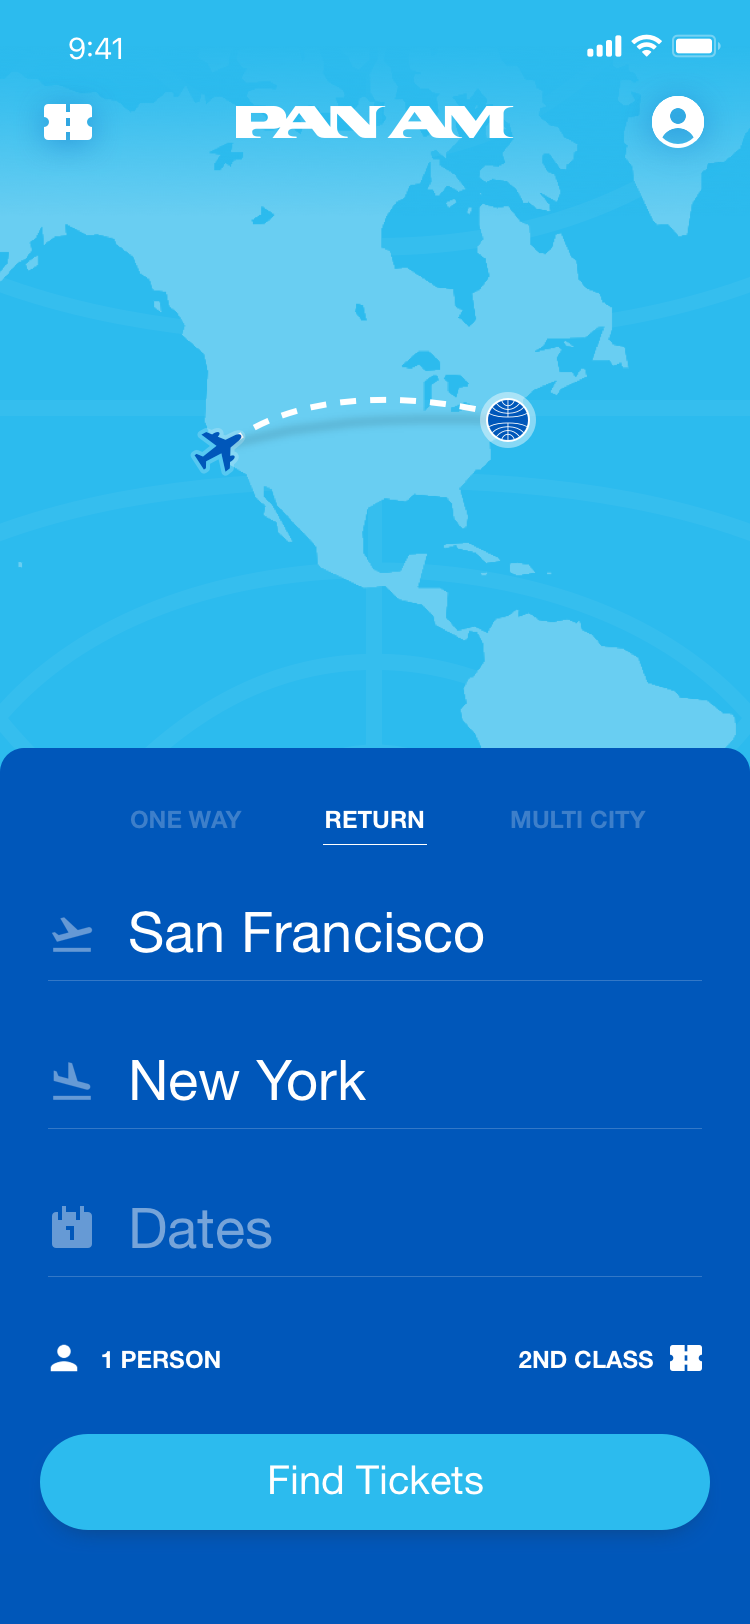 9:41
PAN AM
ONE WAY
RETURN
MULTI CITY
San Francisco
New York
1
Dates
1 PERSON
2ND CLASS
Find Tickets